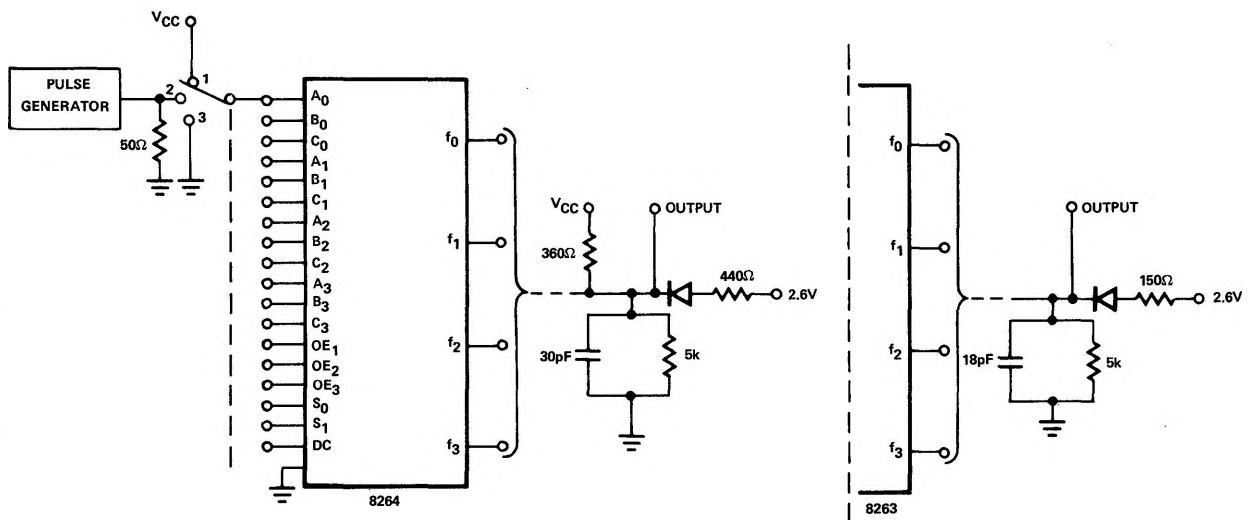 VCC
PULSE
GENERATOR
1
2
3
50Ω
A0
B0
C0
A1
B1
C1
A2
B2
C2
A3
B3
C3
OE1
OE2
OE3
S0
S1
DC
f0
f1
f2
f3
8264
VCC
OUTPUT
360Ω
440Ω
2.6V
30pF
5k
f0
f1
f2
f3
8263
OUTPUT
150Ω
2.6V
18pF
5k